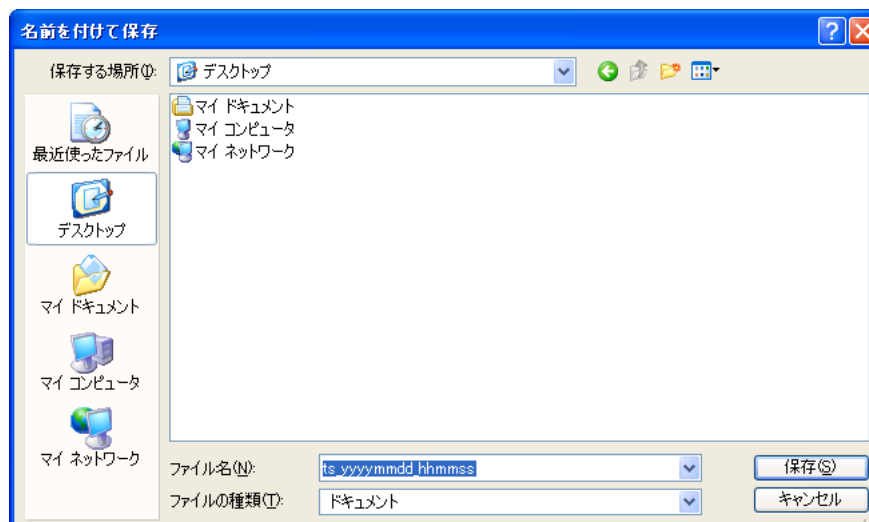 名前を付けて保存
保存する場所(I):
デスクトップ
マイ ドキュメント
マイ コンピュータ
マイ ネットワーク
最近使ったファイル
デスクトップ
マイ ドキュメント
マイ コンピュータ
マイ ネットワーク
ファイル名(N):
ts_yyyymmdd_hhmmss
保存(S)
ファイルの種類(T):
ドキュメント
キャンセル